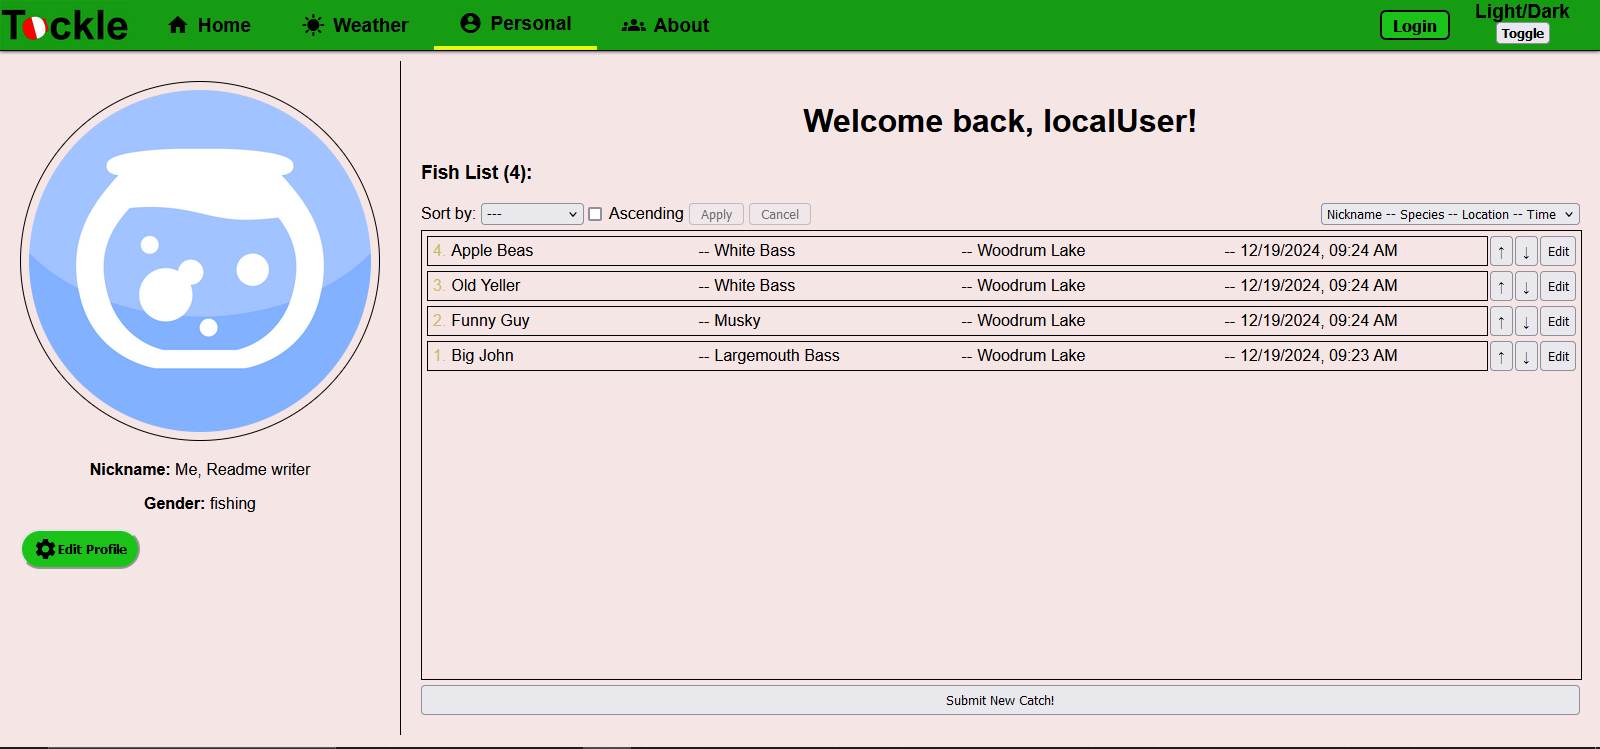 Tockle Home Weather Personal About Login Light/Dark
Toggle
Welcome back, localUser!
Fish List (4):
Sort by: --- Ascending Apply Cancel Nickname -- Species -- Location -- Time
4. Apple Beas -- White Bass -- Woodrum Lake -- 12/19/2024, 09:24 AM ↑ ↓ Edit
3. Old Yeller -- White Bass -- Woodrum Lake -- 12/19/2024, 09:24 AM ↑ ↓ Edit
2. Funny Guy -- Musky -- Woodrum Lake -- 12/19/2024, 09:24 AM ↑ ↓ Edit
1. Big John -- Largemouth Bass -- Woodrum Lake -- 12/19/2024, 09:23 AM ↑ ↓ Edit
Nickname: Me, Readme writer
Gender: fishing
Edit Profile
Submit New Catch!